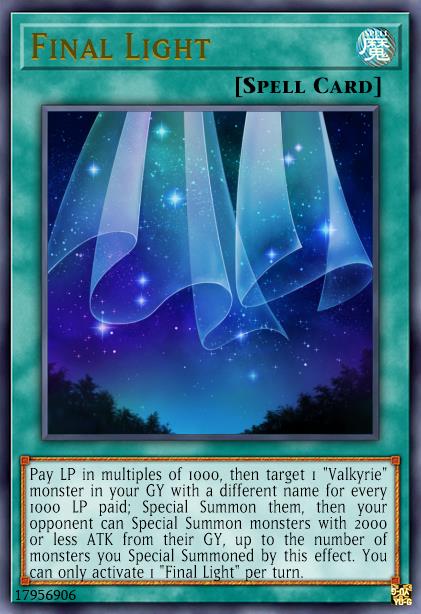 Final Light
SPELL
魔
[Spell Card]
Pay LP in multiples of 1000, then target 1 "Valkyrie"
monster in your GY with a different name for every
1000 LP paid; Special Summon them, then your
opponent can Special Summon monsters with 2000
or less ATK from their GY, up to the number of
monsters you Special Summoned by this effect. You
can only activate 1 "Final Light" per turn.
17956906